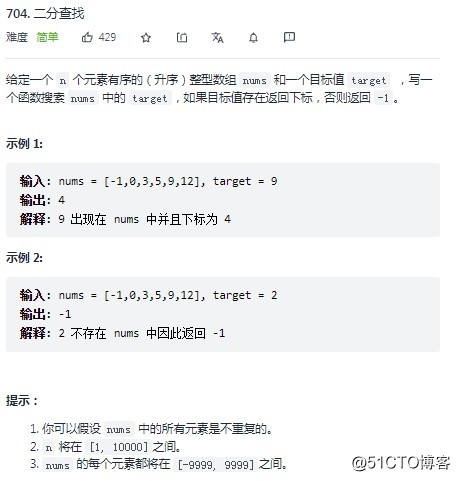 704. 二分查找
难度 简单 429
给定一个 n 个元素有序的（升序）整型数组 nums 和一个目标值 target ，写一
个函数搜索 nums 中的 target，如果目标值存在返回下标，否则返回 -1。
示例 1:
输入: nums = [-1,0,3,5,9,12], target = 9
输出: 4
解释: 9 出现在 nums 中并且下标为 4
示例 2:
输入: nums = [-1,0,3,5,9,12], target = 2
输出: -1
解释: 2 不存在 nums 中因此返回 -1
提示：
1. 你可以假设 nums 中的所有元素是不重复的。
2. n 将在 [1, 10000]之间。
3. nums 的每个元素都将在 [-9999, 9999]之间。
@51CTO博客